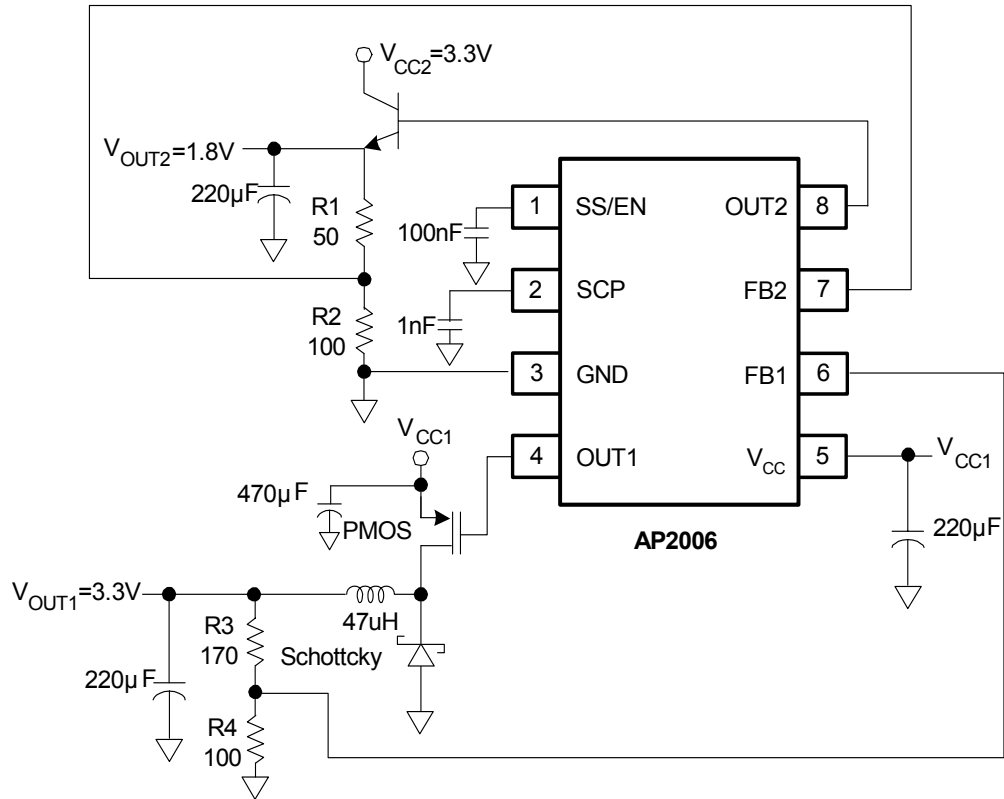 VCC2=3.3V
VOUT2=1.8V
220µF
R1
50
R2
100
100nF
1nF
1
SS/EN
OUT2
8
2
SCP
FB2
7
3
GND
FB1
6
4
OUT1
VCC
5
AP2006
VCC1
220µF
VCC1
470µF
PMOS
VOUT1=3.3V
47uH
R3
170
Schottcky
220µF
R4
100